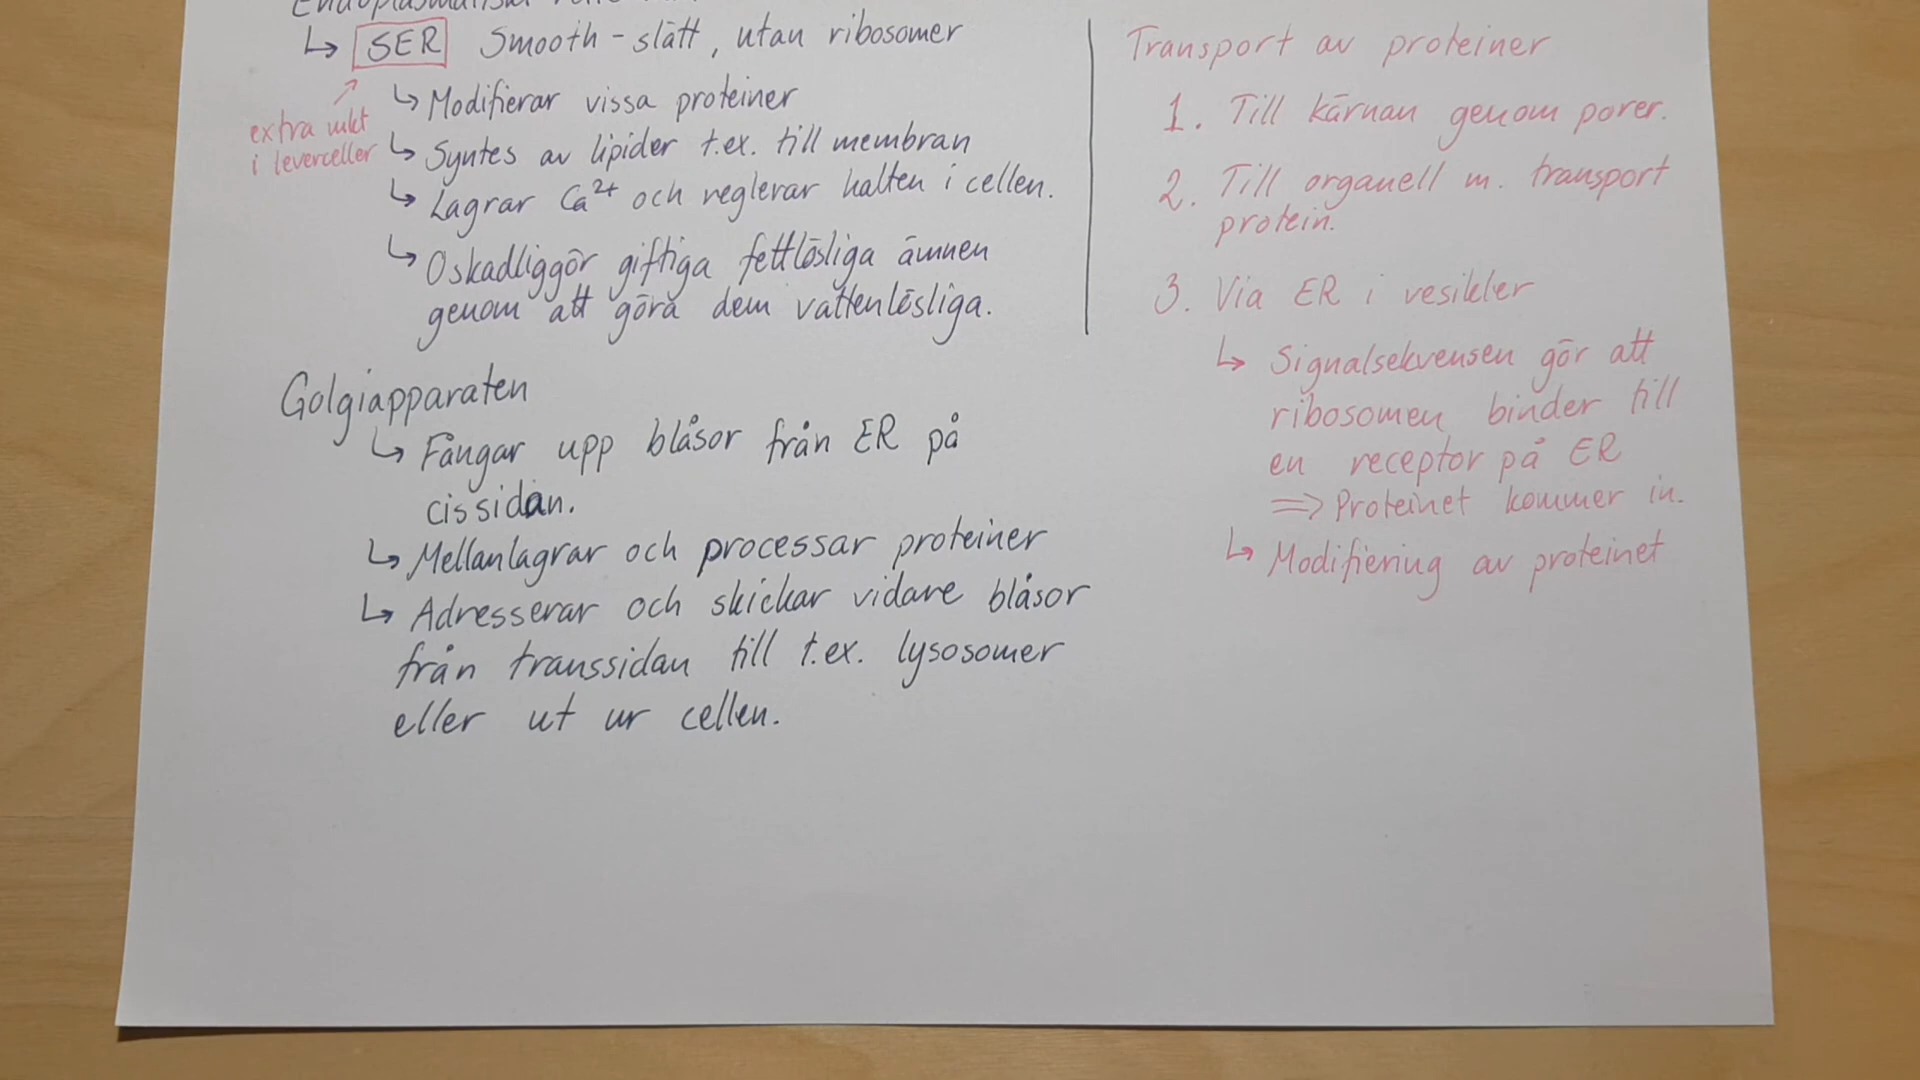 ↳ SER Smooth - slätt, utan ribosomer
extra mkt
i leverceller
↳ Modifierar vissa proteiner
↳ Syntes av lipider t.ex. till membran
↳ Lagrar Ca²⁺ och reglerar halten i cellen.
↳ Oskadliggör giftiga fettlösliga ämnen
genom att göra dem vattenlösliga.
Golgiapparaten
↳ Fångar upp blåsor från ER på
cissidan.
↳ Mellanlagrar och processar proteiner
↳ Adresserar och skickar vidare blåsor
från transsidan till t.ex. lysosomer
eller ut ur cellen.
Transport av proteiner
1. Till kärnan genom porer.
2. Till organell m. transport
protein.
3. Via ER i vesikler
↳ Signalsekvensen gör att
ribosomen binder till
en receptor på ER
=> Proteinet kommer in.
↳ Modifiering av proteinet